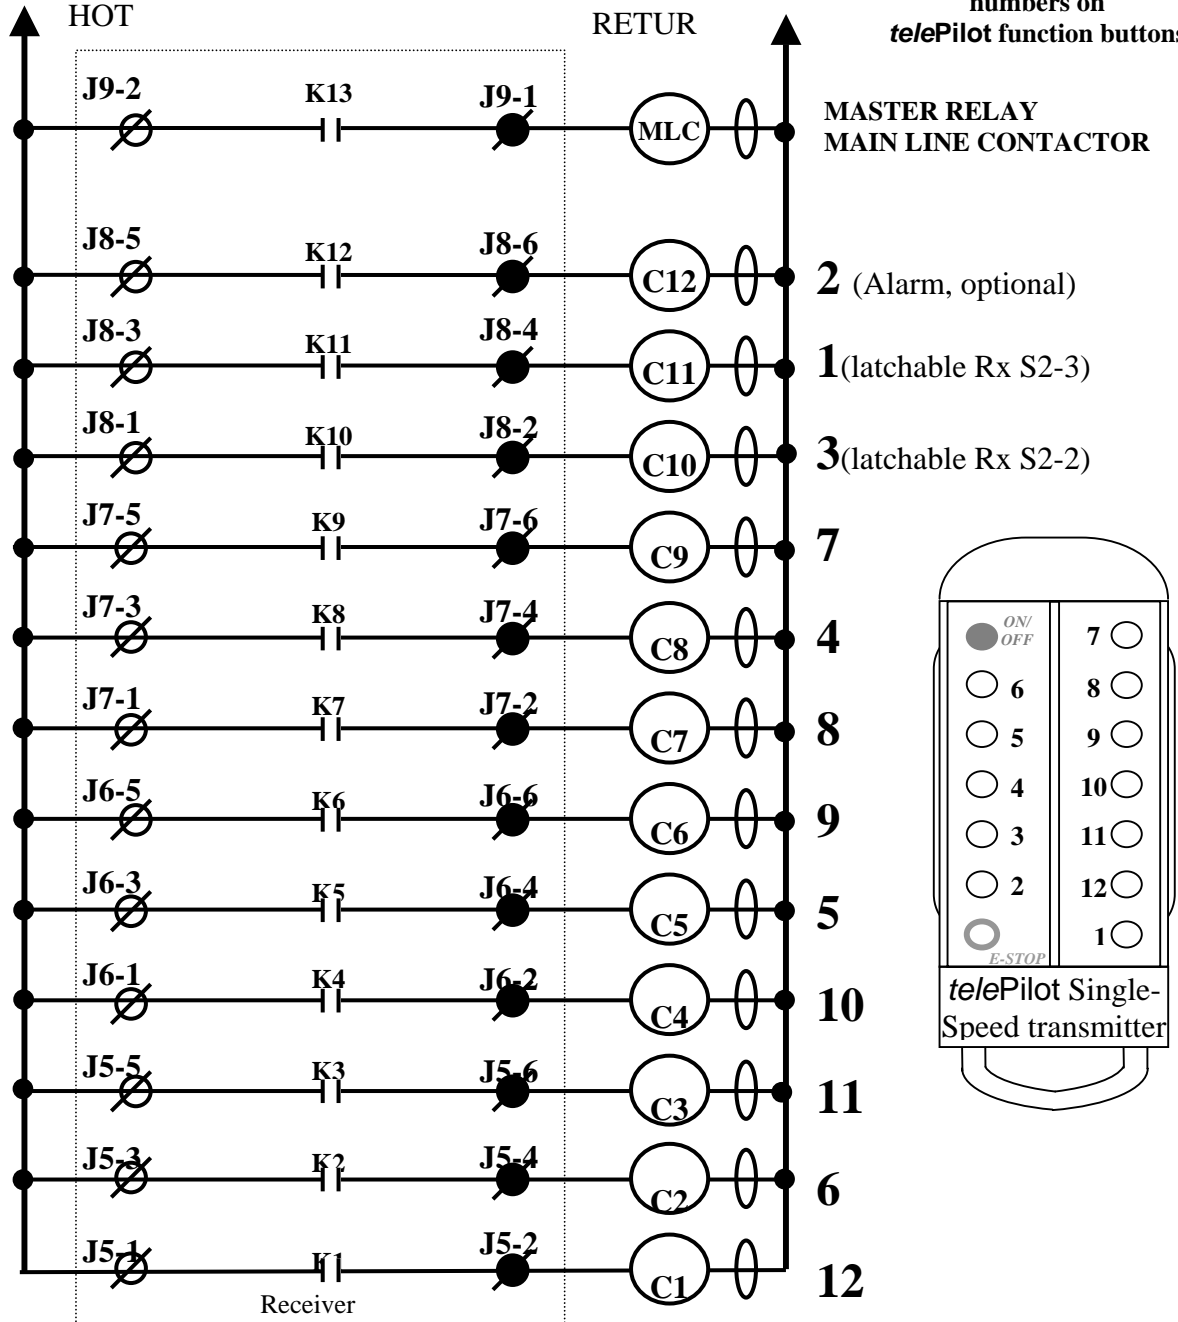 HOT
RETUR
numbers on
telePilot function buttons
J9-2 K13 J9-1 MLC MASTER RELAY
MAIN LINE CONTACTOR
J8-5 K12 J8-6 C12 2 (Alarm, optional)
J8-3 K11 J8-4 C11 1(latchable Rx S2-3)
J8-1 K10 J8-2 C10 3(latchable Rx S2-2)
J7-5 K9 J7-6 C9 7
J7-3 K8 J7-4 C8 4
J7-1 K7 J7-2 C7 8
J6-5 K6 J6-6 C6 9
J6-3 K5 J6-4 C5 5
J6-1 K4 J6-2 C4 10
J5-5 K3 J5-6 C3 11
J5-3 K2 J5-4 C2 6
J5-1 K1 J5-2 C1 12
Receiver
ON/
OFF 7
6 8
5 9
4 10
3 11
2 12
1
E-STOP
telePilot Single-
Speed transmitter